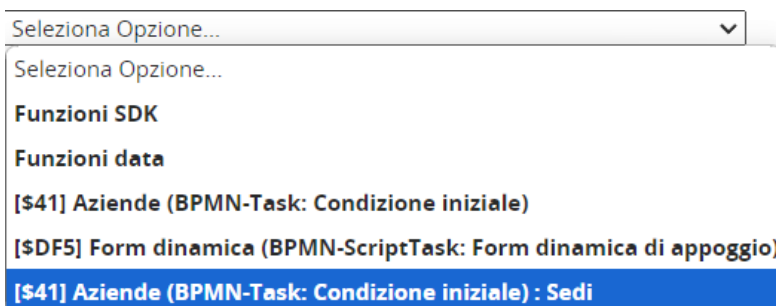 Seleziona Opzione...
Seleziona Opzione...
Funzioni SDK
Funzioni data
[$41] Aziende (BPMN-Task: Condizione iniziale)
[$DF5] Form dinamica (BPMN-ScriptTask: Form dinamica di appoggio)
[$41] Aziende (BPMN-Task: Condizione iniziale) : Sedi